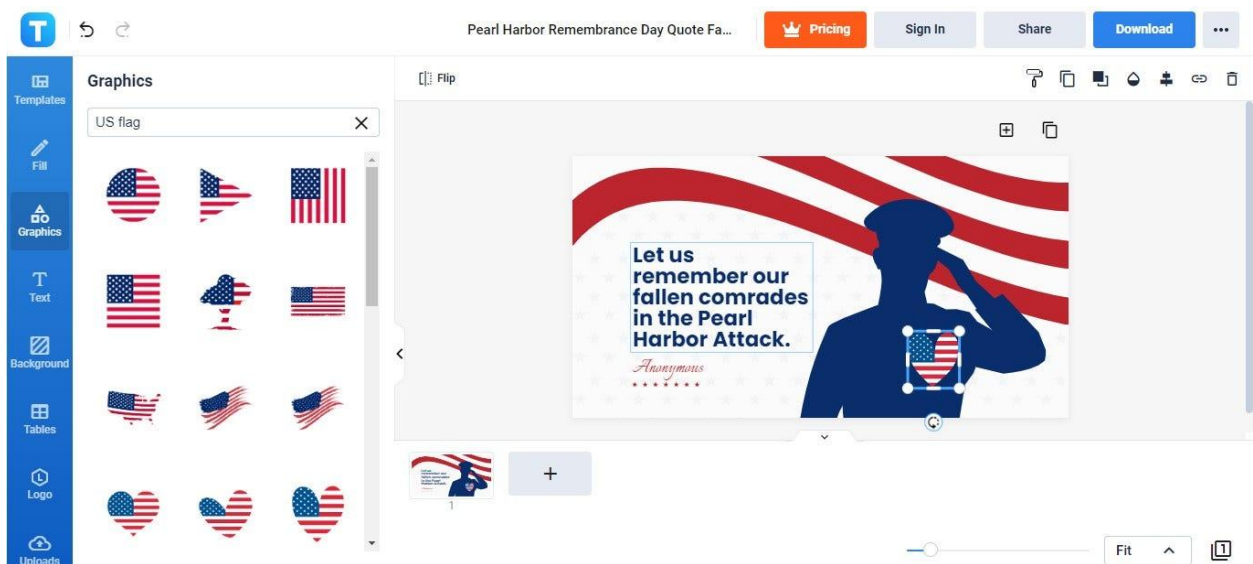 T
Pearl Harbor Remembrance Day Quote Fa...
Pricing
Sign In
Share
Download
Templates
Fill
Graphics
Text
Background
Tables
Logo
Uploads
Graphics
US flag
Flip
Let us
remember our
fallen comrades
in the Pearl
Harbor Attack.
Anonymous
1
Fit
1